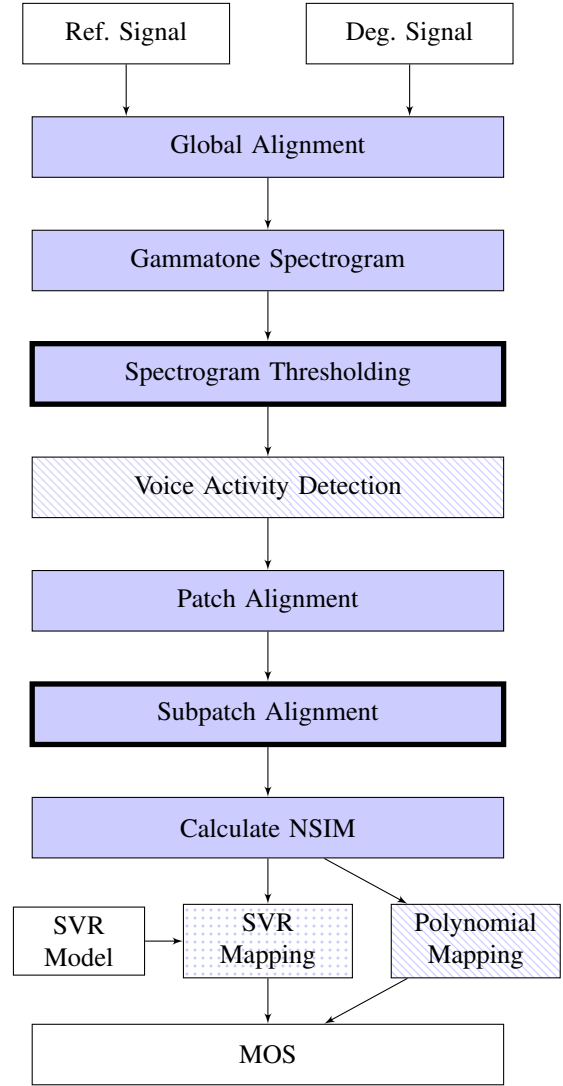 Ref. Signal
Deg. Signal
Global Alignment
Gammatone Spectrogram
Spectrogram Thresholding
Voice Activity Detection
Patch Alignment
Subpatch Alignment
Calculate NSIM
SVR
Model
SVR
Mapping
Polynomial
Mapping
MOS